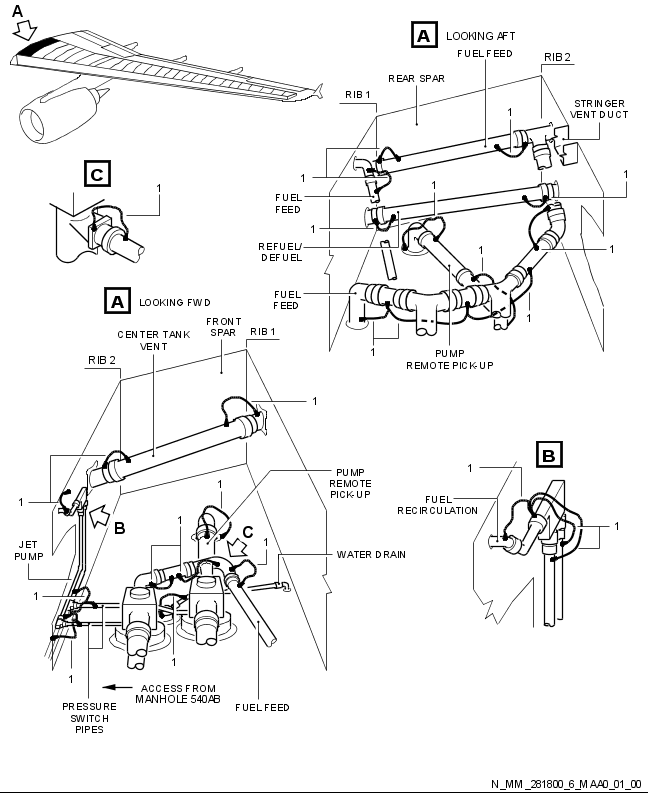 A
A LOOKING AFT
FUEL FEED
RIB 2
REAR SPAR
RIB 1
STRINGER
VENT DUCT
1
1
FUEL
FEED
1
1
1
REFUEL/
DEFUEL
1
1
FUEL
FEED
1
1
PUMP
REMOTE PICK-UP
C
1
A LOOKING FWD
FRONT
SPAR
CENTER TANK
VENT
RIB 1
RIB 2
1
1
PUMP
REMOTE
PICK-UP
1
B
C
JET
PUMP
1
1
WATER DRAIN
1
1
1
ACCESS FROM
MANHOLE 540AB
PRESSURE
SWITCH
PIPES
FUEL FEED
B
1
FUEL
RECIRCULATION
1
N_MM_281800_6_MAA0_01_00